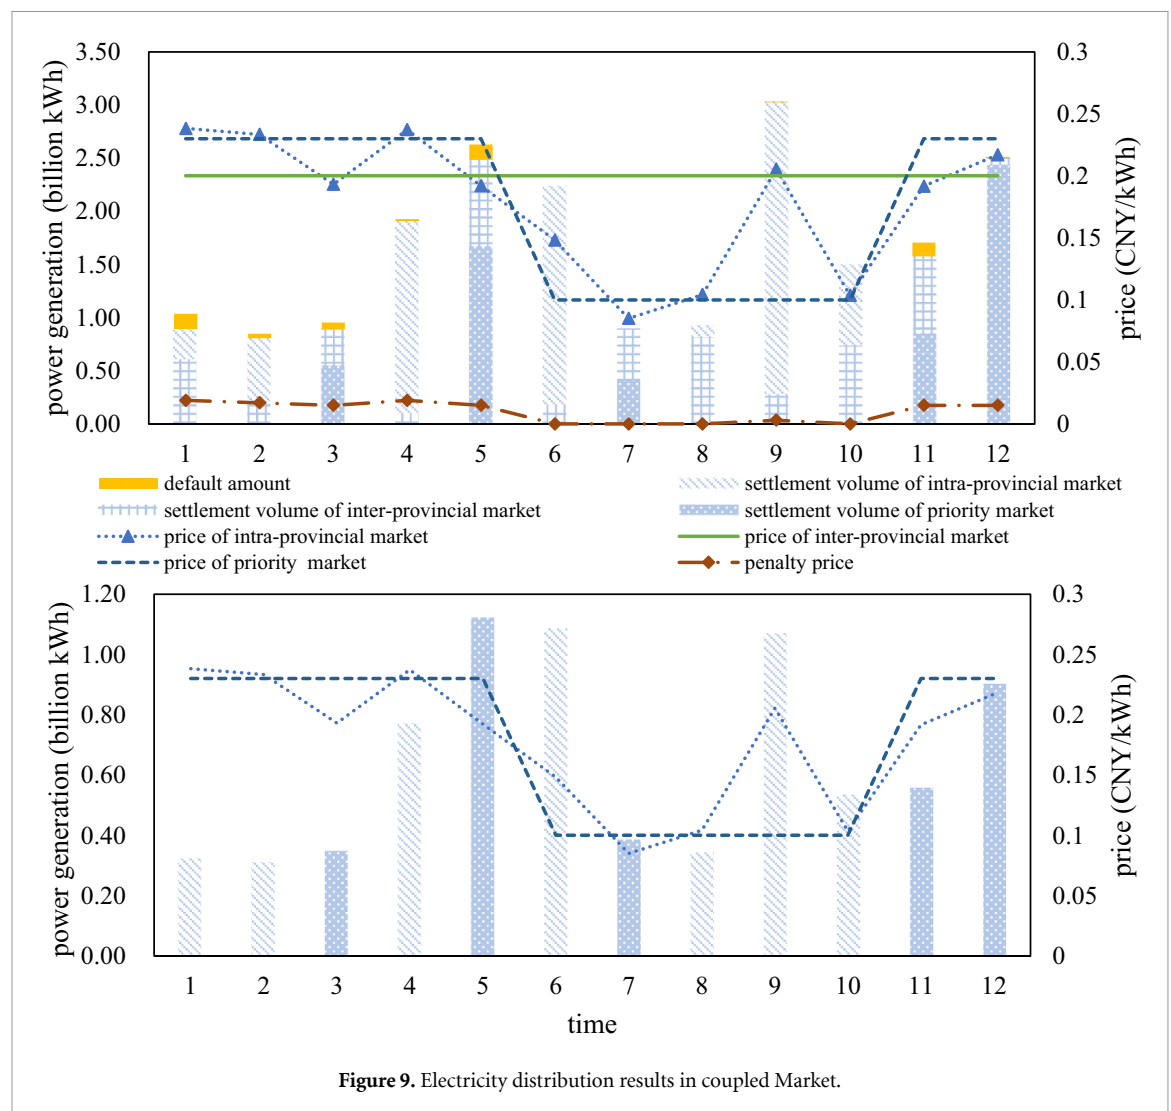 power generation (billion kWh)
3.50
3.00
2.50
2.00
1.50
1.00
0.50
0.00
0.3
0.25
0.2
0.15
0.1
0.05
0
price (CNY/kWh)
1 2 3 4 5 6 7 8 9 10 11 12
default amount
settlement volume of intra-provincial market
settlement volume of inter-provincial market
settlement volume of priority market
price of intra-provincial market
price of inter-provincial market
price of priority market
penalty price
power generation (billion kWh)
1.20
1.00
0.80
0.60
0.40
0.20
0.00
0.3
0.25
0.2
0.15
0.1
0.05
0
price (CNY/kWh)
1 2 3 4 5 6 7 8 9 10 11 12
time
Figure 9. Electricity distribution results in coupled Market.